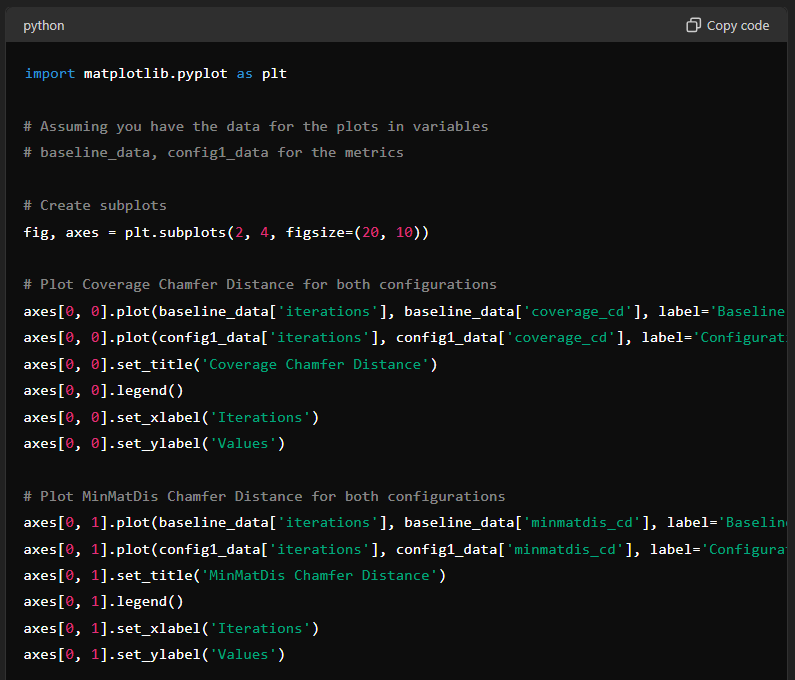 python
Copy code
import matplotlib.pyplot as plt
# Assuming you have the data for the plots in variables
# baseline_data, config1_data for the metrics
# Create subplots
fig, axes = plt.subplots(2, 4, figsize=(20, 10))
# Plot Coverage Chamfer Distance for both configurations
axes[0, 0].plot(baseline_data['iterations'], baseline_data['coverage_cd'], label='Baseline
axes[0, 0].plot(config1_data['iterations'], config1_data['coverage_cd'], label='Configurat
axes[0, 0].set_title('Coverage Chamfer Distance')
axes[0, 0].legend()
axes[0, 0].set_xlabel('Iterations')
axes[0, 0].set_ylabel('Values')
# Plot MinMatDis Chamfer Distance for both configurations
axes[0, 1].plot(baseline_data['iterations'], baseline_data['minmatdis_cd'], label='Baselin
axes[0, 1].plot(config1_data['iterations'], config1_data['minmatdis_cd'], label='Configura
axes[0, 1].set_title('MinMatDis Chamfer Distance')
axes[0, 1].legend()
axes[0, 1].set_xlabel('Iterations')
axes[0, 1].set_ylabel('Values')